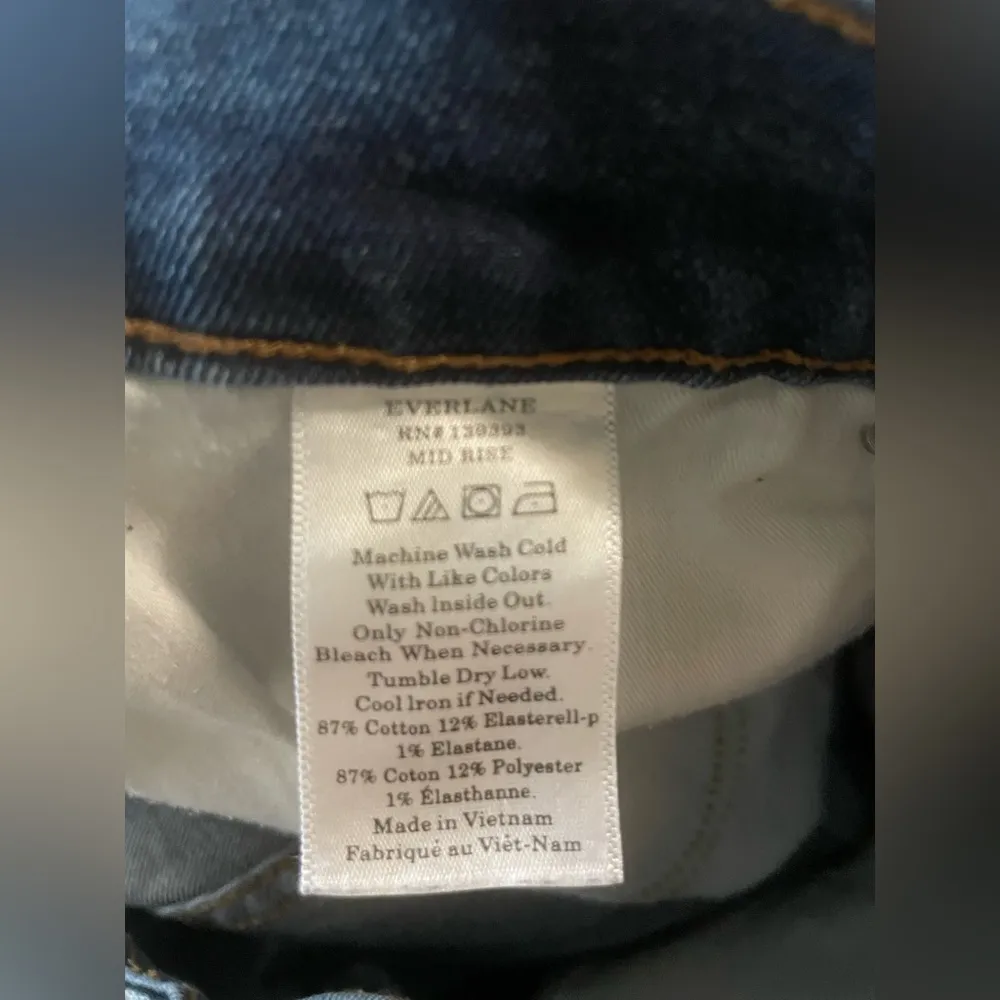 EVERLANE
RN# 139393
MID RISE
Machine Wash Cold
With Like Colors
Wash Inside Out.
Only Non-Chlorine
Bleach When Necessary.
Tumble Dry Low.
Cool Iron if Needed.
87% Cotton 12% Elasterell-p
1% Elastane.
87% Coton 12% Polyester
1% Élasthanne.
Made in Vietnam
Fabriqué au Viêt-Nam